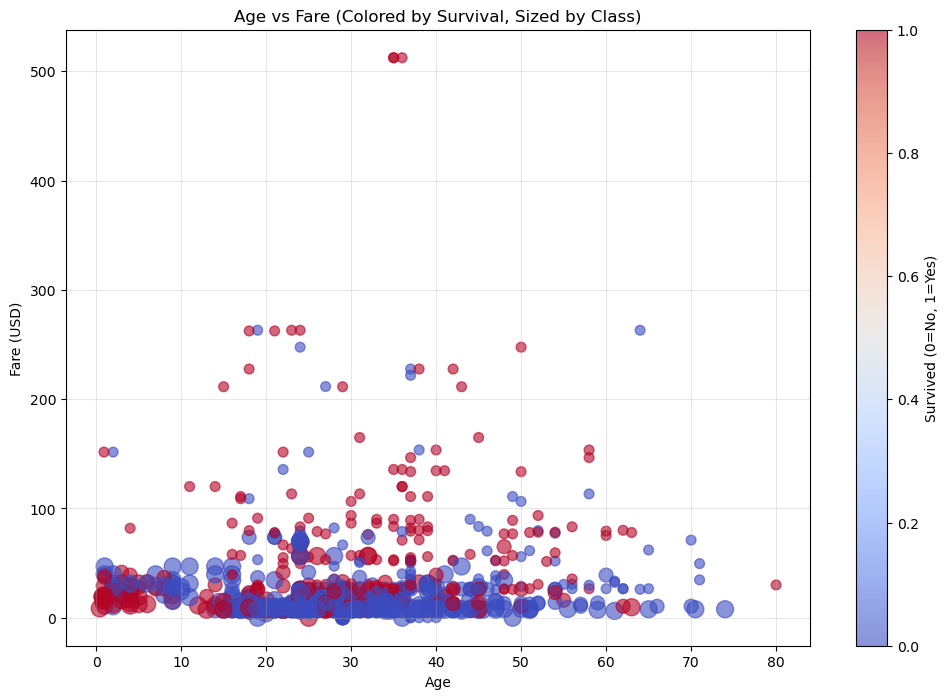 Age vs Fare (Colored by Survival, Sized by Class)
500
400
300
200
100
0
Fare (USD)
0 10 20 30 40 50 60 70 80
Age
1.0
0.8
0.6
0.4
0.2
0.0
Survived (0=No, 1=Yes)